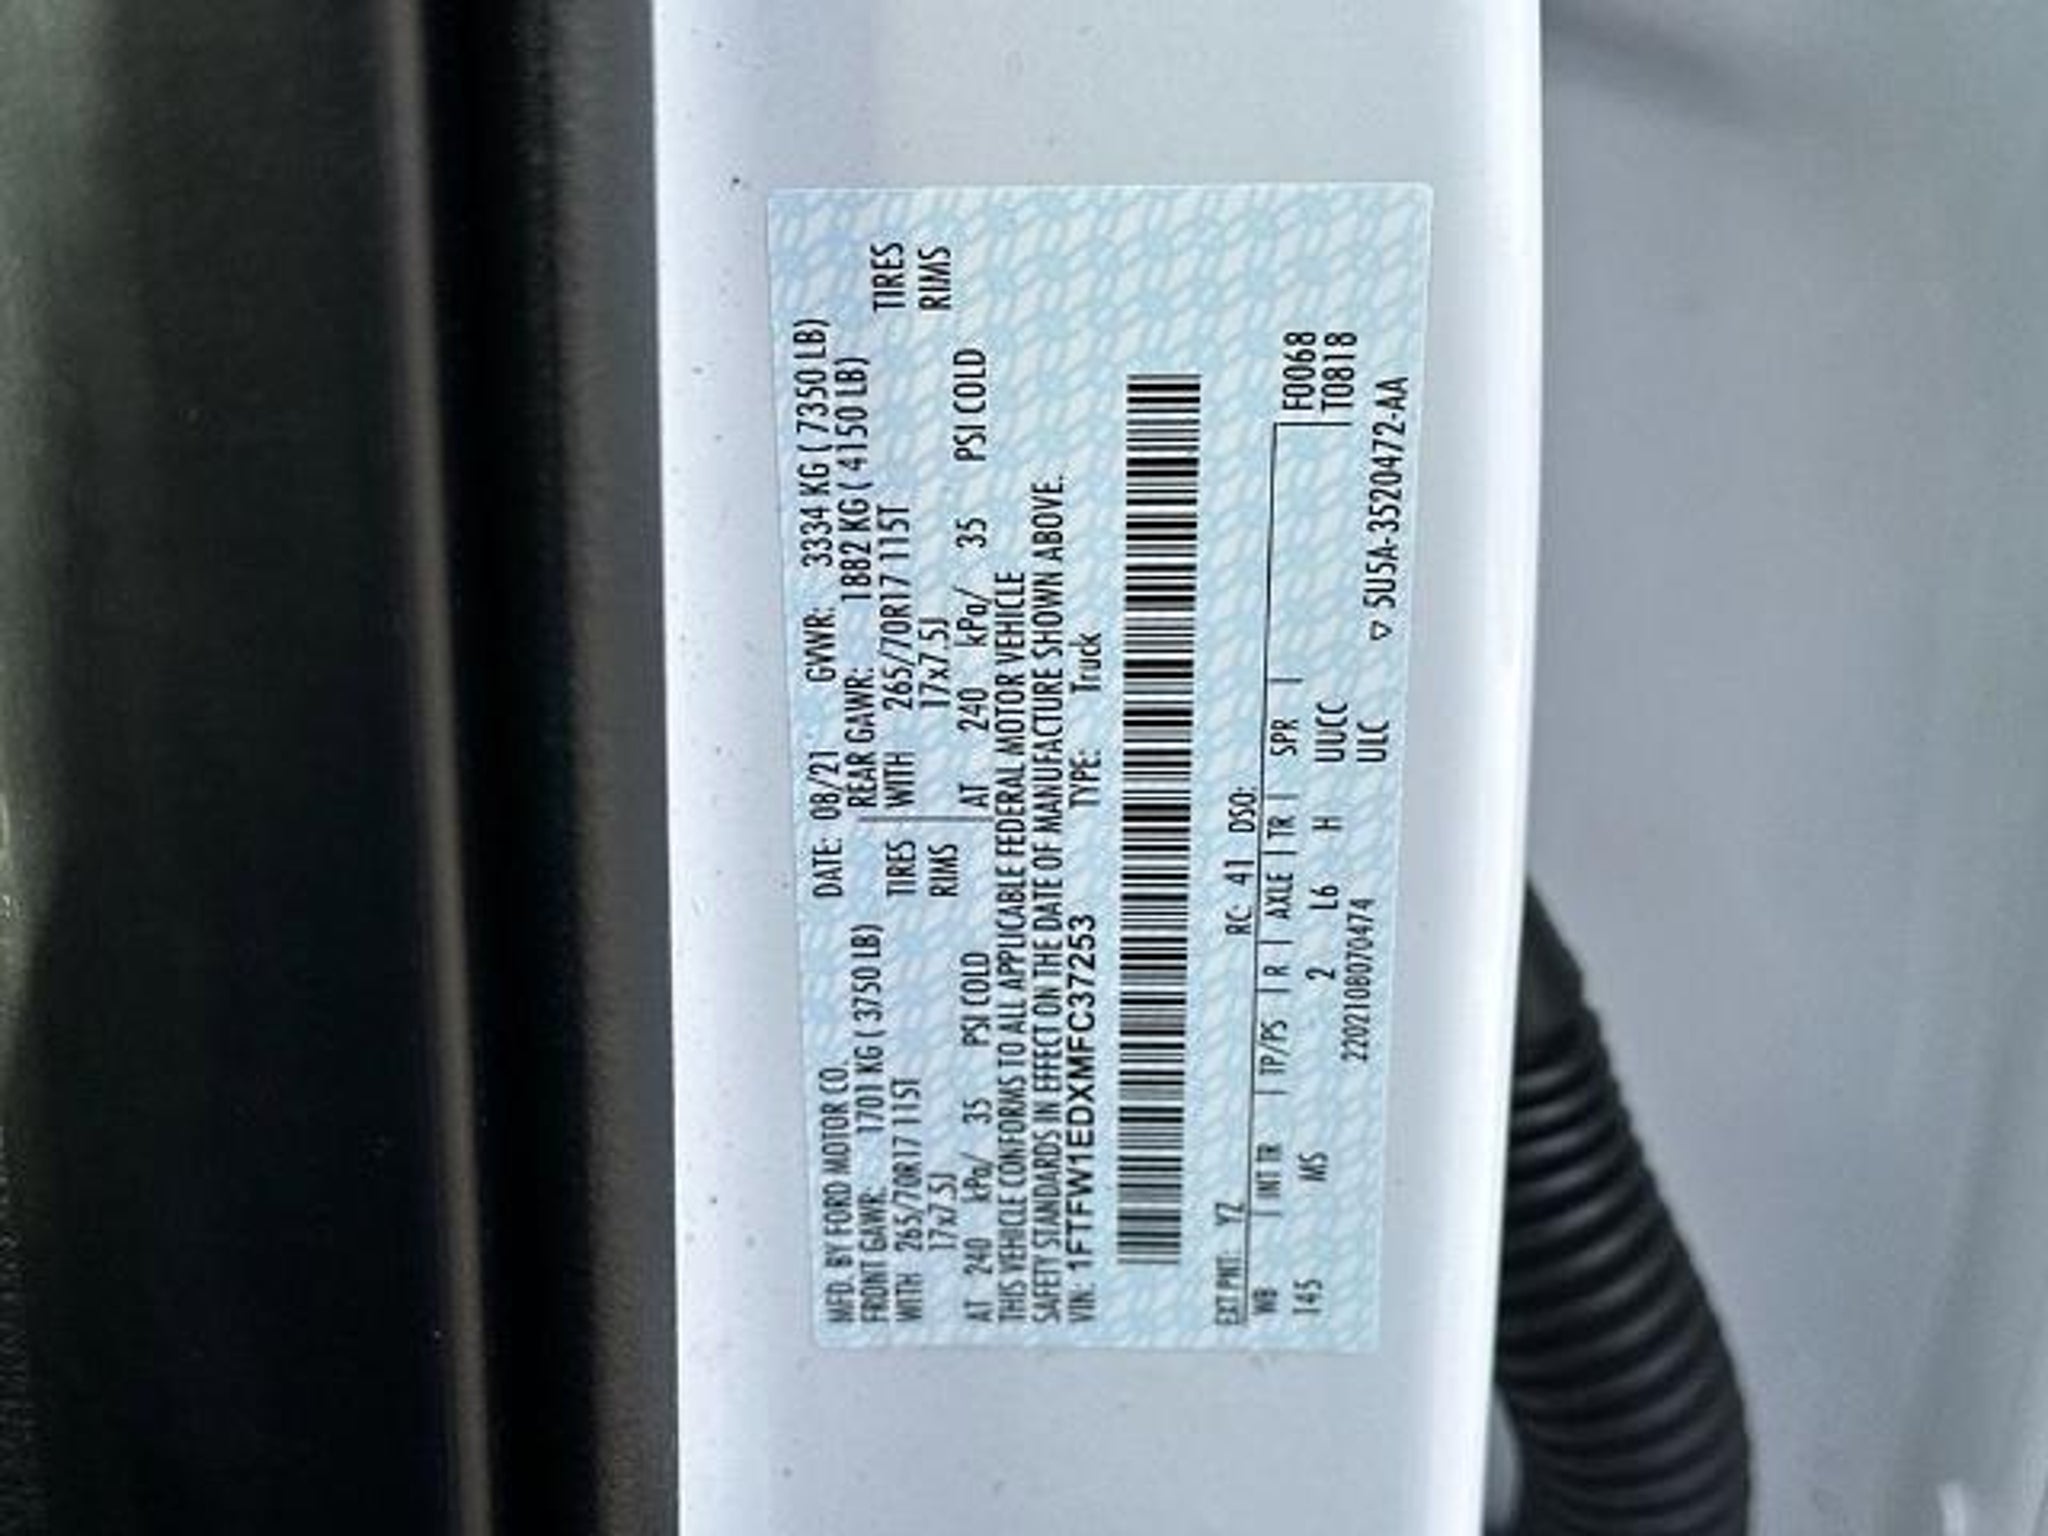 MFD. BY FORD MOTOR CO. DATE: 08/21 GVWR: 3334 KG ( 7350 LB)
FRONT GAWR: 1701 KG ( 3750 LB) REAR GAWR: 1882 KG ( 4150 LB)
WITH 265/70R17 115T TIRES WITH 265/70R17 115T TIRES
17x7.5J RIMS 17x7.5J RIMS
AT 240 kPa/ 35 PSI COLD AT 240 kPa/ 35 PSI COLD
THIS VEHICLE CONFORMS TO ALL APPLICABLE FEDERAL MOTOR VEHICLE
SAFETY STANDARDS IN EFFECT ON THE DATE OF MANUFACTURE SHOWN ABOVE.
VIN: 1FTFW1EDXMFC37253 TYPE: Truck
EXT PNT: YZ RC: 41 DSO:
WB | INT TR | TP/PS | R | AXLE | TR | SPR | F0068
145 MS 2 L6 H UUCC T0818
2202108070474 ULC
▽ 5U5A-3520472-AA